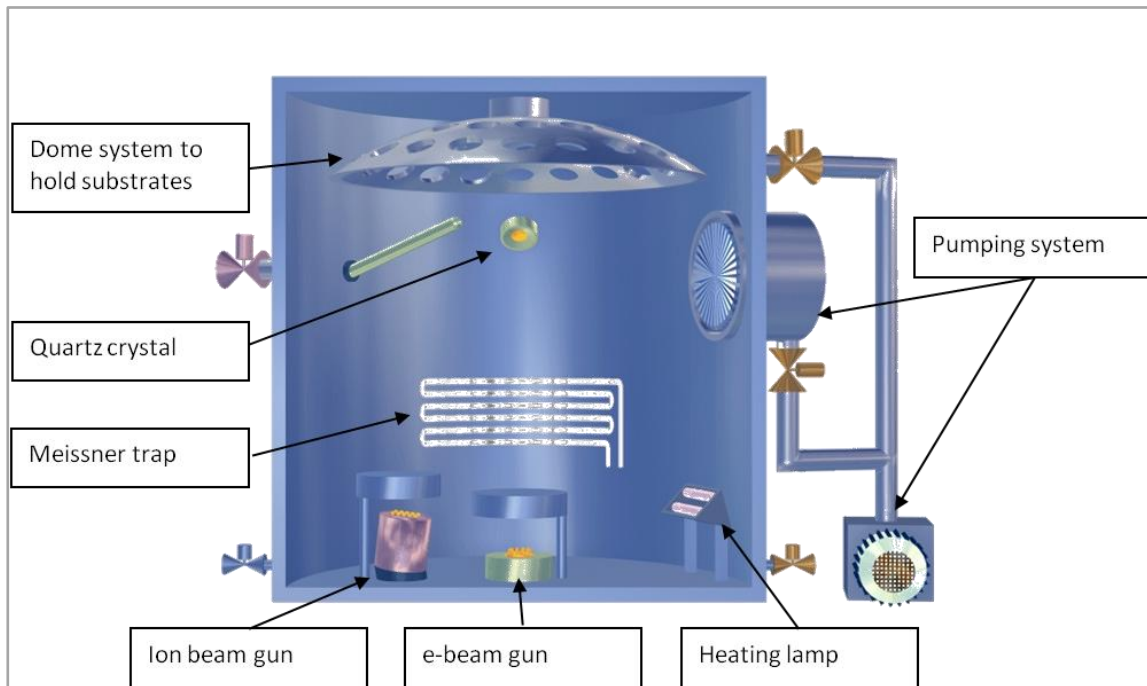 Dome system to
hold substrates
Pumping system
Quartz crystal
Meissner trap
Ion beam gun
e-beam gun
Heating lamp